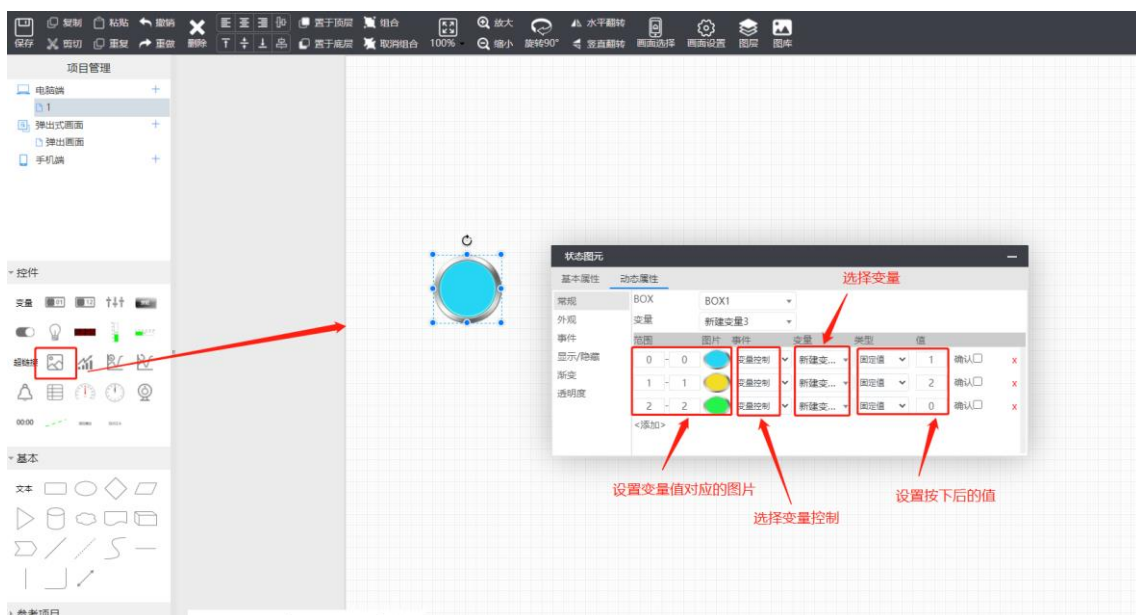 复制 粘贴 撤销 置于顶层 组合 放大 水平翻转
保存 剪切 重复 重做 删除 置于底层 取消组合 100% 缩小 旋转90° 竖直翻转 画面选择 画面设置 图层 图库
项目管理
电脑端 +
1
弹出式画面 +
弹出画面
手机端 +
控件
变量
超链接
00:00
基本
文本
参考项目
状态图元
基本属性 动态属性
选择变量
常规 BOX BOX1
外观 变量 新建变量3
事件 范围 图片 事件 变量 类型 值
显示/隐藏 0 - 0 变量控制 新建变... 固定值 1 确认 x
渐变 1 - 1 变量控制 新建变... 固定值 2 确认 x
透明度 2 - 2 变量控制 新建变... 固定值 0 确认 x
<添加>
设置变量值对应的图片
设置按下后的值
选择变量控制